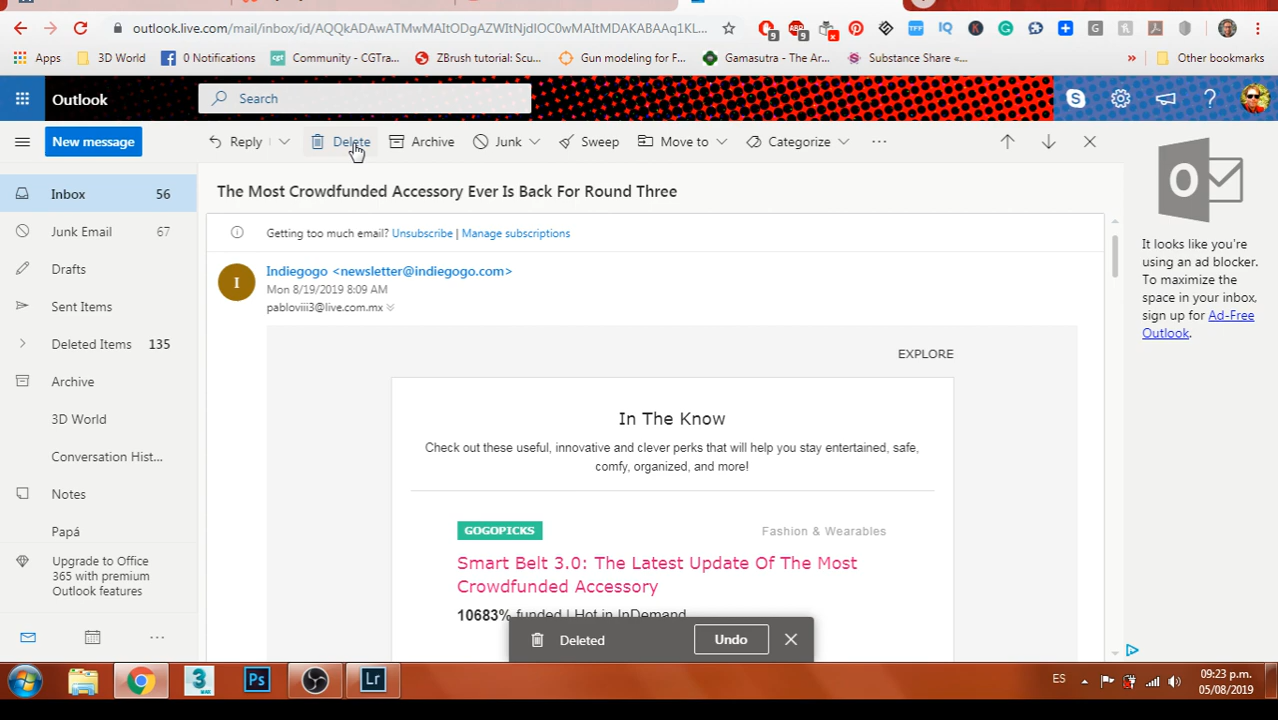 outlook.live.com/mail/inbox/id/AQQkADAwATMwMAItODgAZWItNjdlOC0wMAItMDAKABAAq1KL...
9 ABP 9 TFF IQ K G
Apps 3D World 0 Notifications Community - CGTra... ZBrush tutorial: Scu... Gun modeling for F... Gamasutra - The Ar... Substance Share «... » Other bookmarks
Outlook Search
New message Reply Delete Archive Junk Sweep Move to Categorize ...
Inbox 56
Junk Email 67
Drafts
Sent Items
Deleted Items 135
Archive
3D World
Conversation Hist...
Notes
Papá
Upgrade to Office
365 with premium
Outlook features
The Most Crowdfunded Accessory Ever Is Back For Round Three
Getting too much email? Unsubscribe | Manage subscriptions
I
Indiegogo <newsletter@indiegogo.com>
Mon 8/19/2019 8:09 AM
pabloviii3@live.com.mx
EXPLORE
In The Know
Check out these useful, innovative and clever perks that will help you stay entertained, safe,
comfy, organized, and more!
GOGOPICKS Fashion & Wearables
Smart Belt 3.0: The Latest Update Of The Most
Crowdfunded Accessory
10683% funded | Hot in InDemand
Deleted Undo
It looks like you're
using an ad blocker.
To maximize the
space in your inbox,
sign up for Ad-Free
Outlook.
3 Ps Lr ES 09:23 p.m.
05/08/2019